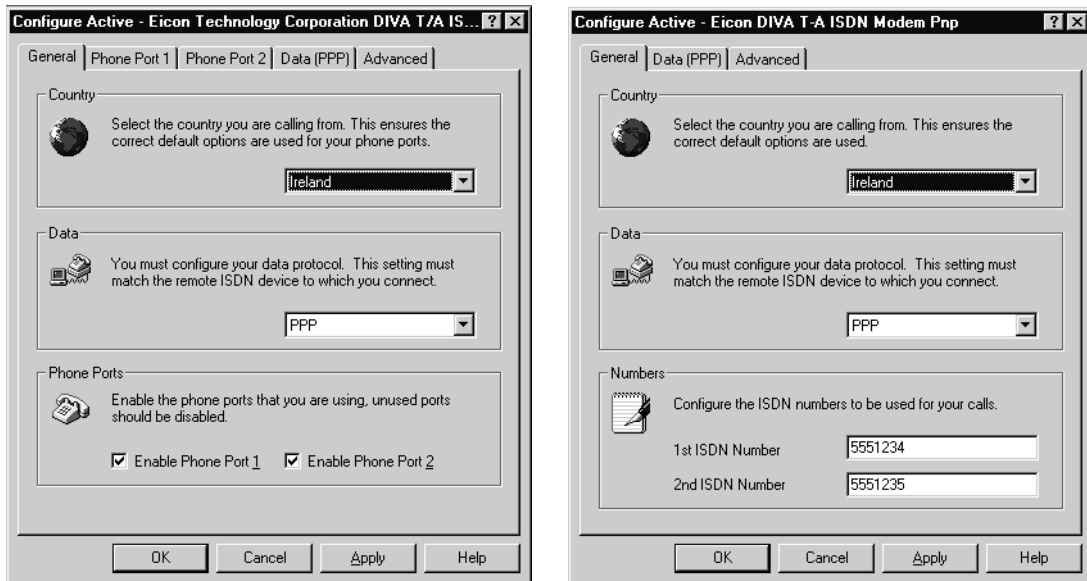 Configure Active - Eicon Technology Corporation DIVA T/A IS...
General Phone Port 1 Phone Port 2 Data (PPP) Advanced
Country
Select the country you are calling from. This ensures the
correct default options are used for your phone ports.
Ireland
Data
You must configure your data protocol. This setting must
match the remote ISDN device to which you connect.
PPP
Phone Ports
Enable the phone ports that you are using, unused ports
should be disabled.
Enable Phone Port 1 Enable Phone Port 2
OK Cancel Apply Help
Configure Active - Eicon DIVA T-A ISDN Modem Pnp
General Data (PPP) Advanced
Country
Select the country you are calling from. This ensures the
correct default options are used.
Ireland
Data
You must configure your data protocol. This setting must
match the remote ISDN device to which you connect.
PPP
Numbers
Configure the ISDN numbers to be used for your calls.
1st ISDN Number 5551234
2nd ISDN Number 5551235
OK Cancel Apply Help